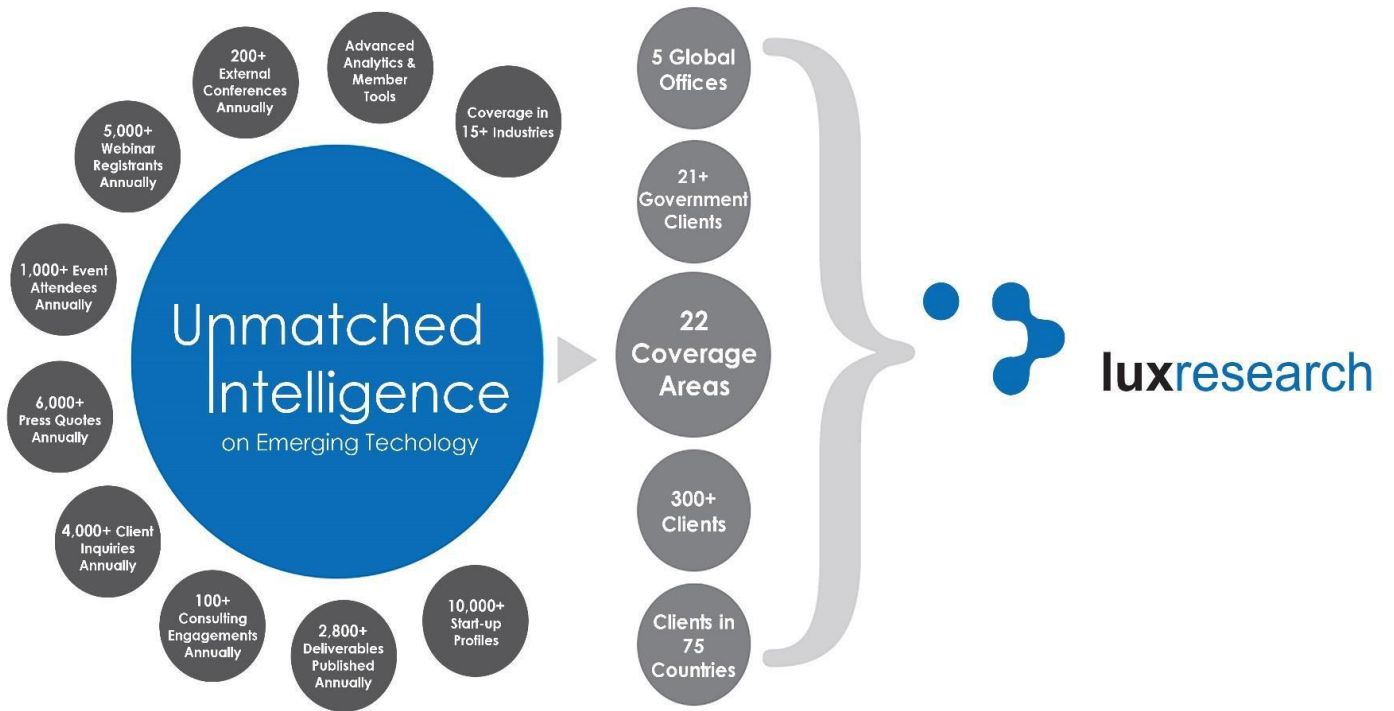 200+
External
Conferences
Annually
Advanced
Analytics &
Member
Tools
Coverage in
15+ Industries
5,000+
Webinar
Registrants
Annually
1,000+ Event
Attendees
Annually
6,000+
Press Quotes
Annually
4,000+ Client
Inquiries
Annually
100+
Consulting
Engagements
Annually
2,800+
Deliverables
Published
Annually
10,000+
Start-up
Profiles
Unmatched
Intelligence
on Emerging Techology
5 Global
Offices
21+
Government
Clients
22
Coverage
Areas
300+
Clients
Clients in
75
Countries
luxresearch